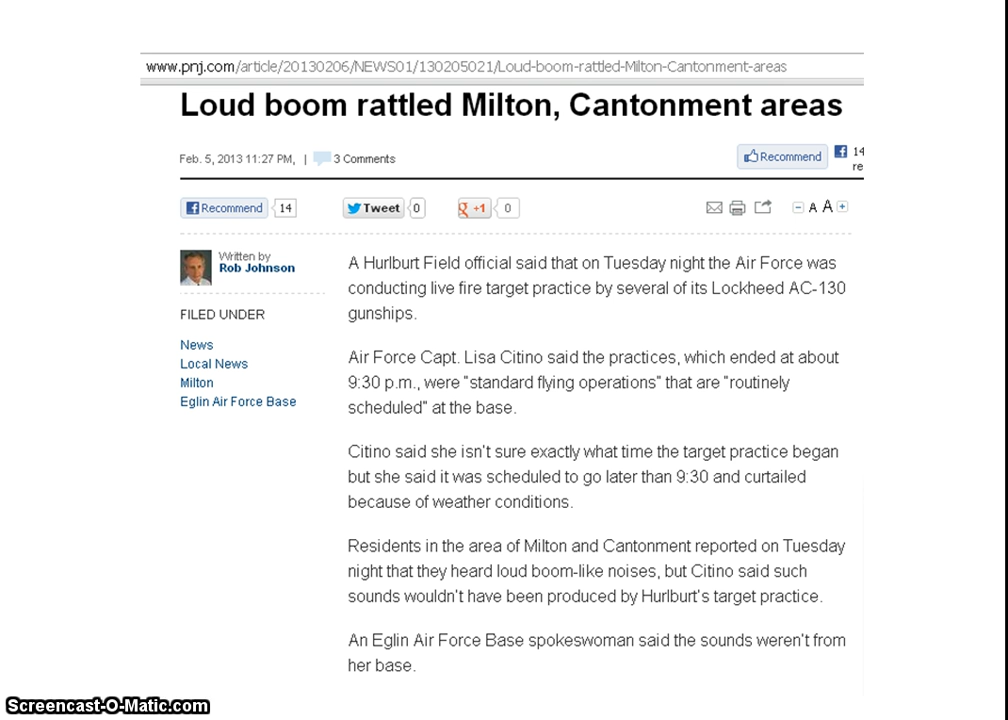 www.pnj.com/article/20130206/NEWS01/130205021/Loud-boom-rattled-Milton-Cantonment-areas
Loud boom rattled Milton, Cantonment areas
Feb. 5, 2013 11:27 PM, | 3 Comments
Recommend 14
re
Recommend 14 Tweet 0 g +1 0 − A A +
Written by
Rob Johnson
FILED UNDER
News
Local News
Milton
Eglin Air Force Base
A Hurlburt Field official said that on Tuesday night the Air Force was
conducting live fire target practice by several of its Lockheed AC-130
gunships.
Air Force Capt. Lisa Citino said the practices, which ended at about
9:30 p.m., were "standard flying operations" that are "routinely
scheduled" at the base.
Citino said she isn't sure exactly what time the target practice began
but she said it was scheduled to go later than 9:30 and curtailed
because of weather conditions.
Residents in the area of Milton and Cantonment reported on Tuesday
night that they heard loud boom-like noises, but Citino said such
sounds wouldn't have been produced by Hurlburt's target practice.
An Eglin Air Force Base spokeswoman said the sounds weren't from
her base.
Screencast-O-Matic.com